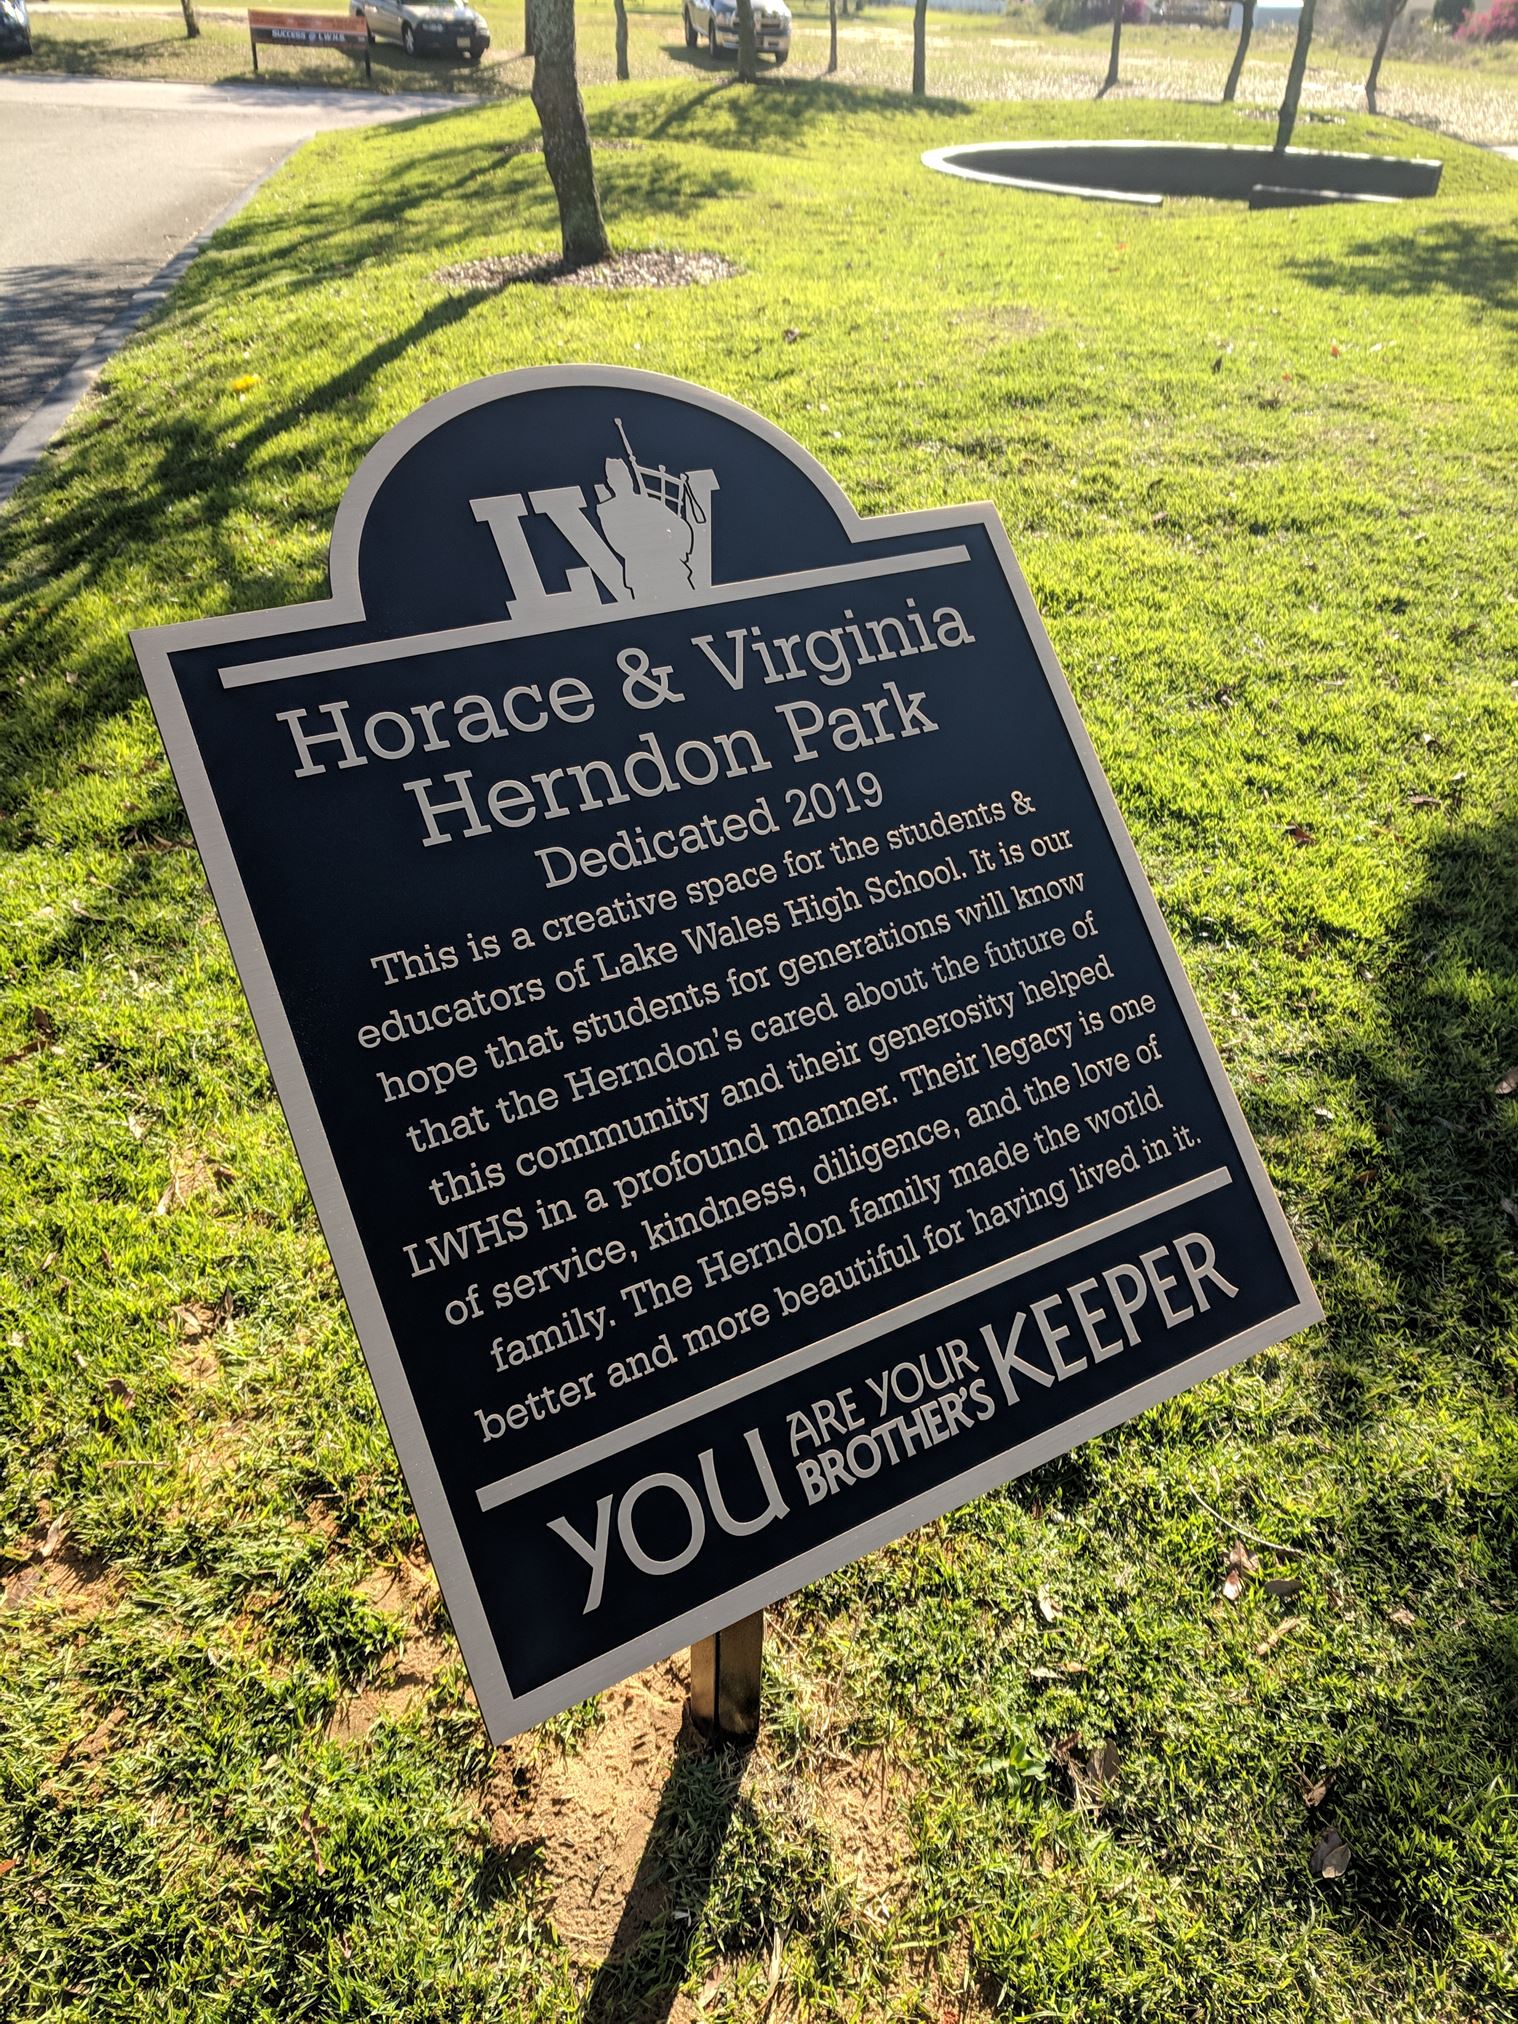 SUCCESS @ L.W.H.S.
LW
Horace & Virginia
Herndon Park
Dedicated 2019
This is a creative space for the students &
educators of Lake Wales High School. It is our
hope that students for generations will know
that the Herndon's cared about the future of
this community and their generosity helped
LWHS in a profound manner. Their legacy is one
of service, kindness, diligence, and the love of
family. The Herndon family made the world
better and more beautiful for having lived in it.
YOU ARE YOUR BROTHER'S KEEPER